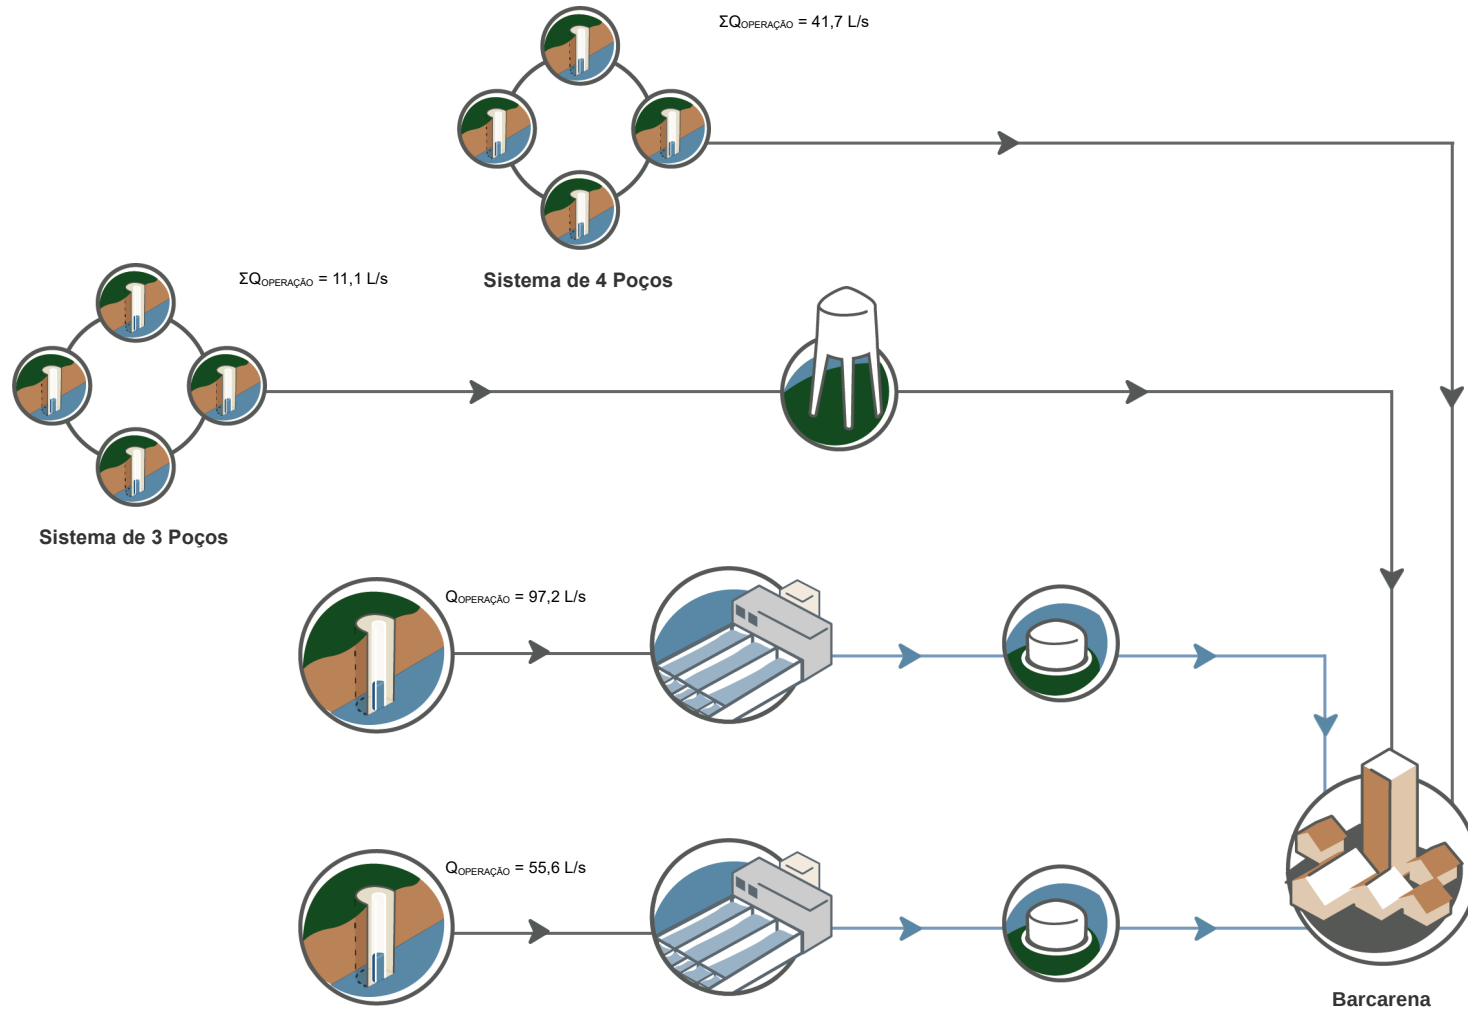 ΣQOPERAÇÃO = 41,7 L/s
Sistema de 4 Poços
ΣQOPERAÇÃO = 11,1 L/s
Sistema de 3 Poços
QOPERAÇÃO = 97,2 L/s
QOPERAÇÃO = 55,6 L/s
Barcarena